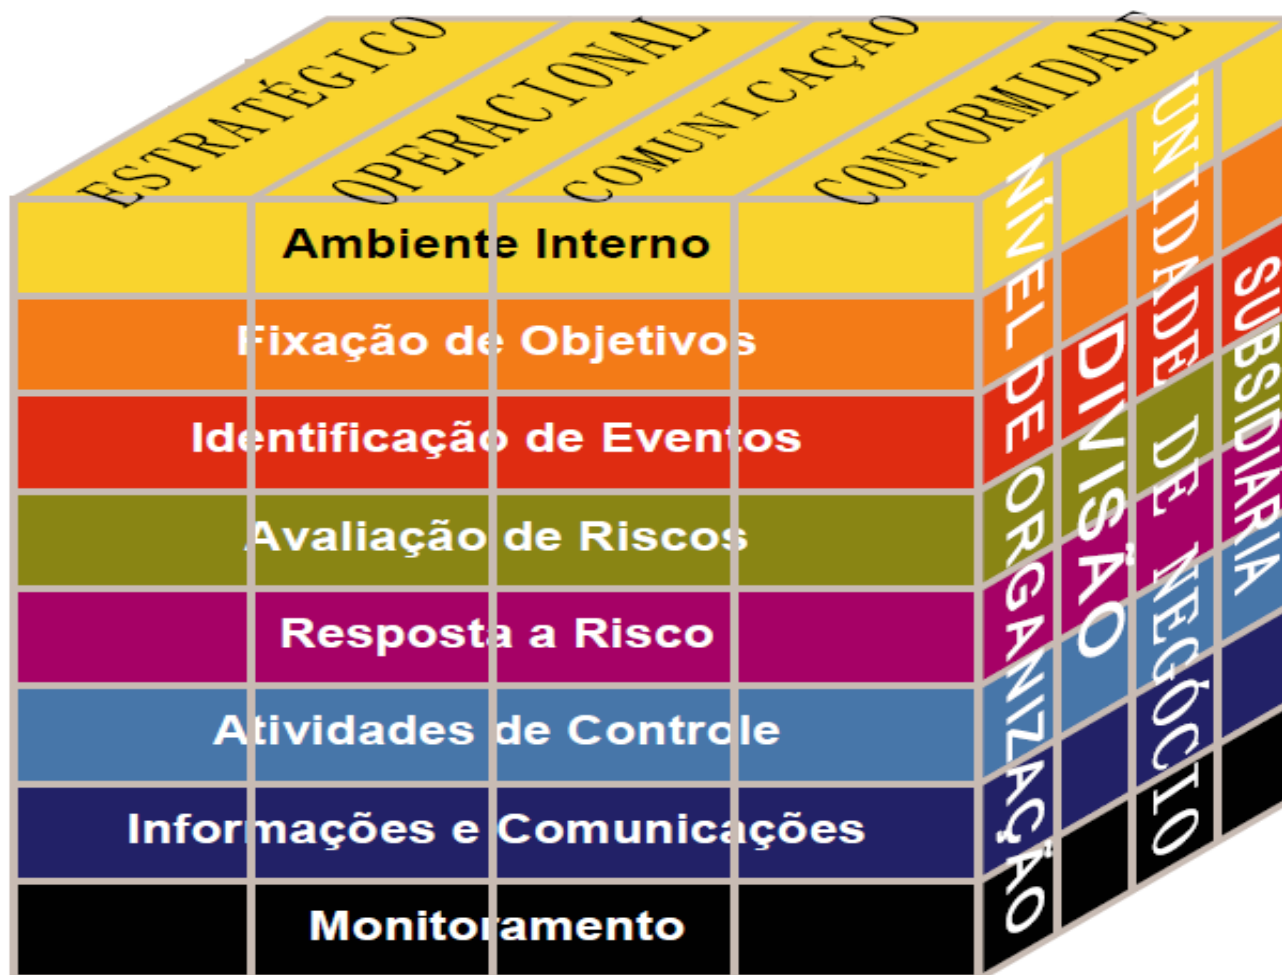 ESTRATÉGICO
OPERACIONAL
COMUNICAÇÃO
CONFORMIDADE
Ambiente Interno
Fixação de Objetivos
Identificação de Eventos
Avaliação de Riscos
Resposta a Risco
Atividades de Controle
Informações e Comunicações
Monitoramento
NÍVEL DE ORGANIZAÇÃO
DIVISÃO
UNIDADE DE NEGÓCIO
SUBSIDIARIA